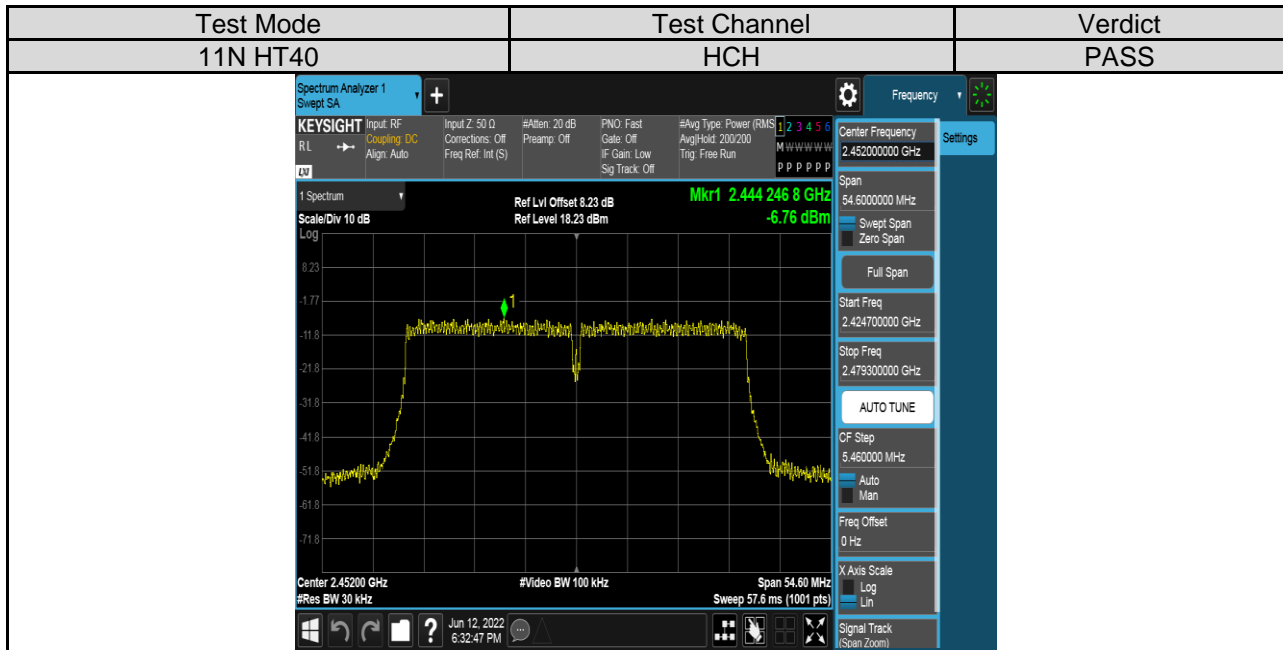 Test Mode Test Channel Verdict
11N HT40 HCH PASS
Spectrum Analyzer 1
Swept SA
Frequency
KEYSIGHT
RL
LXI
Input: RF
Coupling: DC
Align: Auto
Input Z: 50 Ω
Corrections: Off
Freq Ref: Int (S)
#Atten: 20 dB
Preamp: Off
PNO: Fast
Gate: Off
IF Gain: Low
Sig Track: Off
#Avg Type: Power (RMS
Avg|Hold: 200/200
Trig: Free Run
1 2 3 4 5 6
M W W W W W
P P P P P P
1 Spectrum
Scale/Div 10 dB
Log
Ref Lvl Offset 8.23 dB
Ref Level 18.23 dBm
Mkr1 2.444 246 8 GHz
-6.76 dBm
1
8.23
-1.77
-11.8
-21.8
-31.8
-41.8
-51.8
-61.8
-71.8
Center 2.45200 GHz
#Res BW 30 kHz
#Video BW 100 kHz
Span 54.60 MHz
Sweep 57.6 ms (1001 pts)
Settings
Center Frequency
2.452000000 GHz
Span
54.6000000 MHz
Swept Span
Zero Span
Full Span
Start Freq
2.424700000 GHz
Stop Freq
2.479300000 GHz
AUTO TUNE
CF Step
5.460000 MHz
Auto
Man
Freq Offset
0 Hz
X Axis Scale
Log
Lin
Signal Track
(Span Zoom)
?
Jun 12, 2022
6:32:47 PM